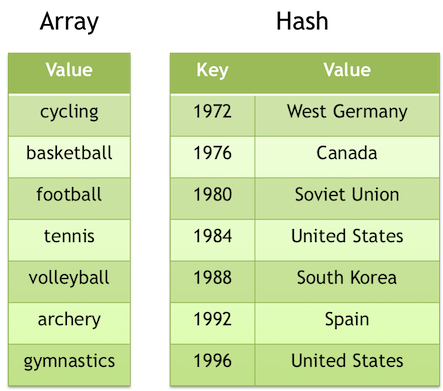 Array Hash
Value Key Value
cycling 1972 West Germany
basketball 1976 Canada
football 1980 Soviet Union
tennis 1984 United States
volleyball 1988 South Korea
archery 1992 Spain
gymnastics 1996 United States